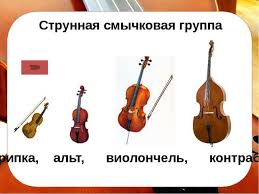 Струнная смычковая группа
рипка, альт, виолончель, контраб